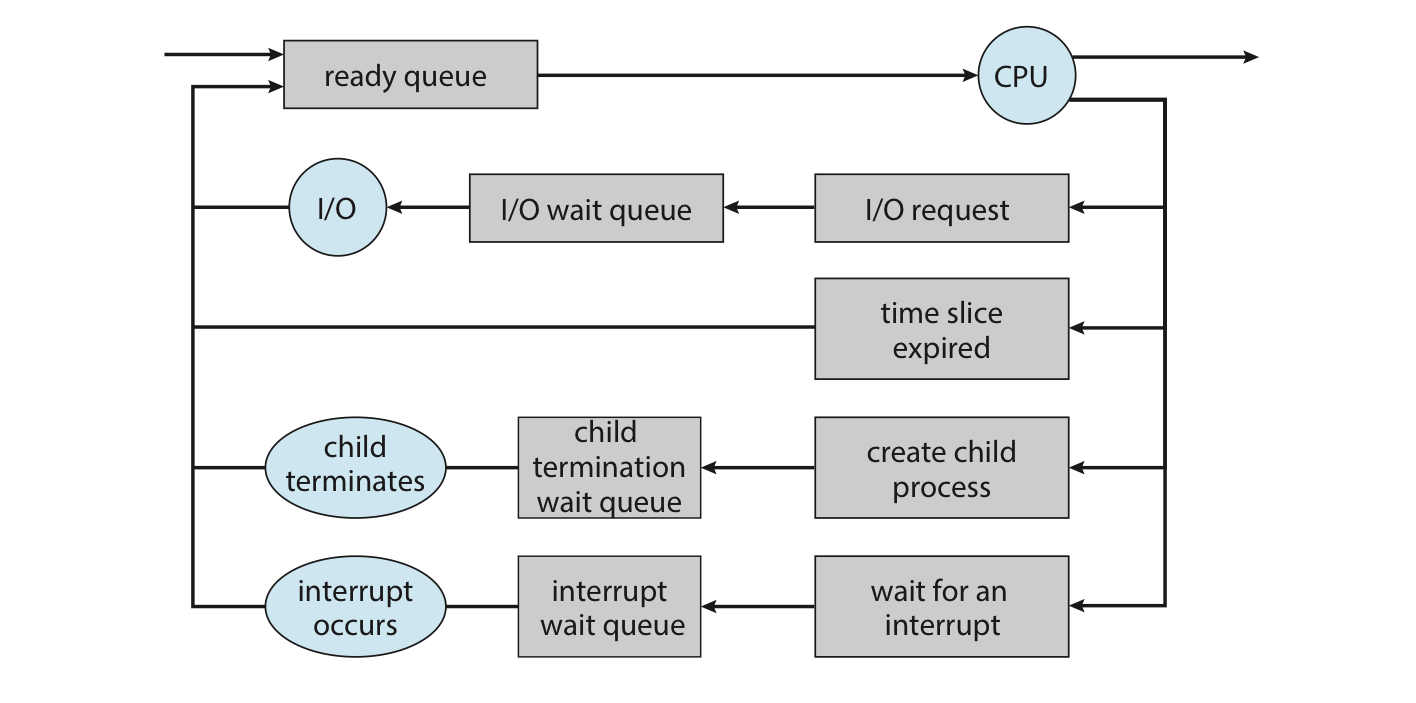 ready queue
CPU
I/O
I/O wait queue
I/O request
time slice
expired
child
terminates
child
termination
wait queue
create child
process
interrupt
occurs
interrupt
wait queue
wait for an
interrupt